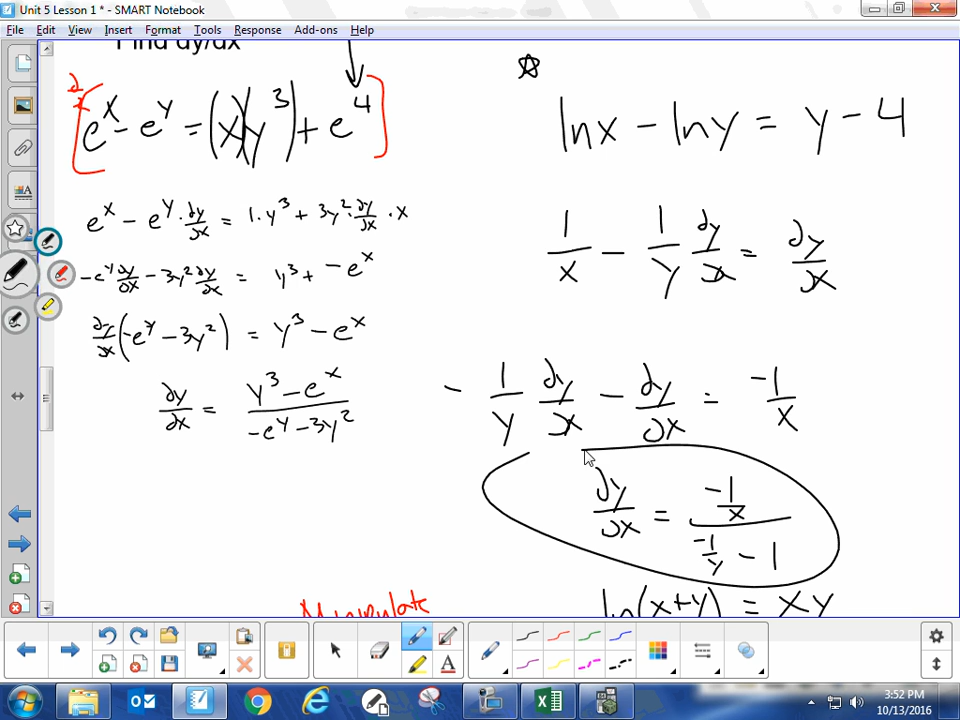 Unit 5 Lesson 1 * - SMART Notebook
File Edit View Insert Format Tools Response Add-ons Help
Find dy/dx
e^x - e^y = (x)(y^3) + e^4
e^x - e^y · dy/dx = 1 · y^3 + 3y^2 · dy/dx · x
-e^y dy/dx - 3y^2 dy/dx = y^3 + -e^x
dy/dx (-e^y - 3y^2) = y^3 - e^x
dy/dx = (y^3 - e^x)/(-e^y - 3y^2)
lnx - lny = y - 4
1/x - 1/y dy/dx = dy/dx
- 1/y dy/dx - dy/dx = -1/x
dy/dx = (-1/x)/(-1/y - 1)
Manipulate
ln(x+y) = xy
3:52 PM
10/13/2016